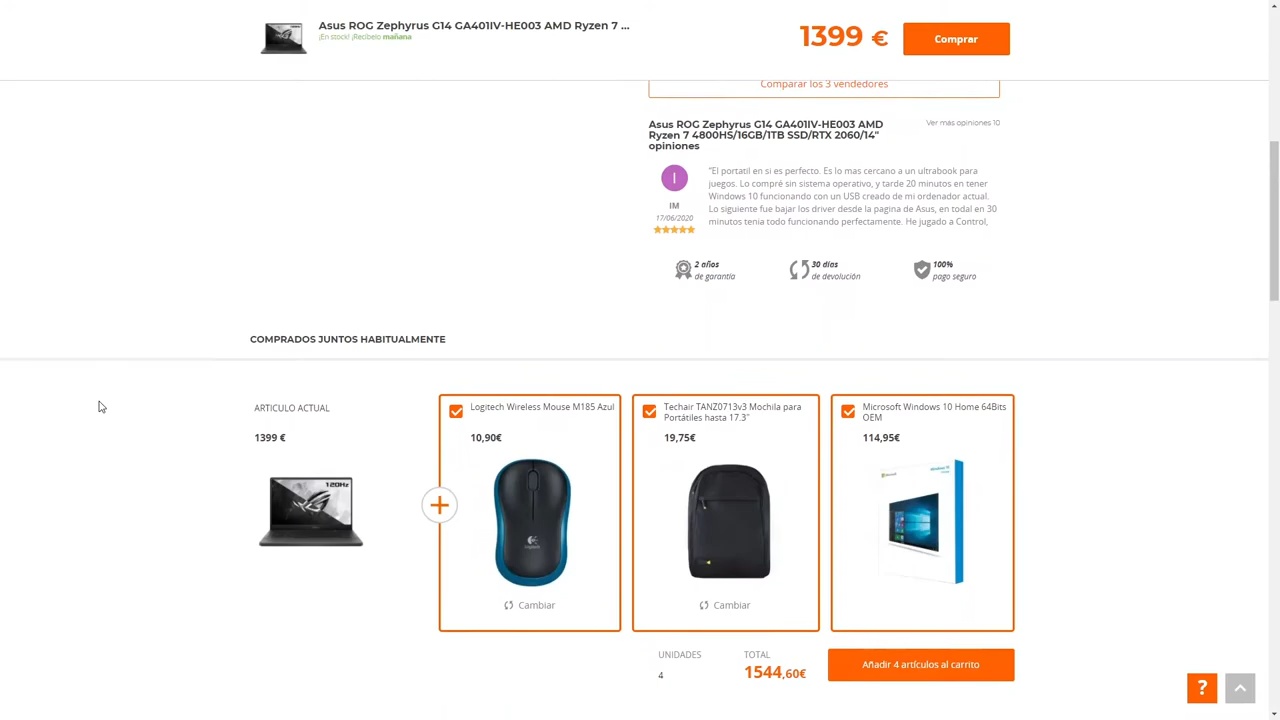 Asus ROG Zephyrus G14 GA401IV-HE003 AMD Ryzen 7 ...
¡En stock! ¡Recíbelo mañana
1399 €
Comprar
Comparar los 3 vendedores
Asus ROG Zephyrus G14 GA401IV-HE003 AMD
Ryzen 7 4800HS/16GB/1TB SSD/RTX 2060/14"
opiniones
Ver más opiniones 10
I
IM
17/06/2020
"El portatil en si es perfecto. Es lo mas cercano a un ultrabook para
juegos. Lo compré sin sistema operativo, y tarde 20 minutos en tener
Windows 10 funcionando con un USB creado de mi ordenador actual.
Lo siguiente fue bajar los driver desde la pagina de Asus, en todal en 30
minutos tenia todo funcionando perfectamente. He jugado a Control,
2 años
de garantía
30 días
de devolución
100%
pago seguro
COMPRADOS JUNTOS HABITUALMENTE
ARTICULO ACTUAL
1399 €
120Hz
Logitech Wireless Mouse M185 Azul
10,90€
Cambiar
Techair TANZ0713v3 Mochila para
Portátiles hasta 17.3"
19,75€
Cambiar
Microsoft Windows 10 Home 64Bits
OEM
114,95€
UNIDADES
4
TOTAL
1544,60€
Añadir 4 artículos al carrito
?